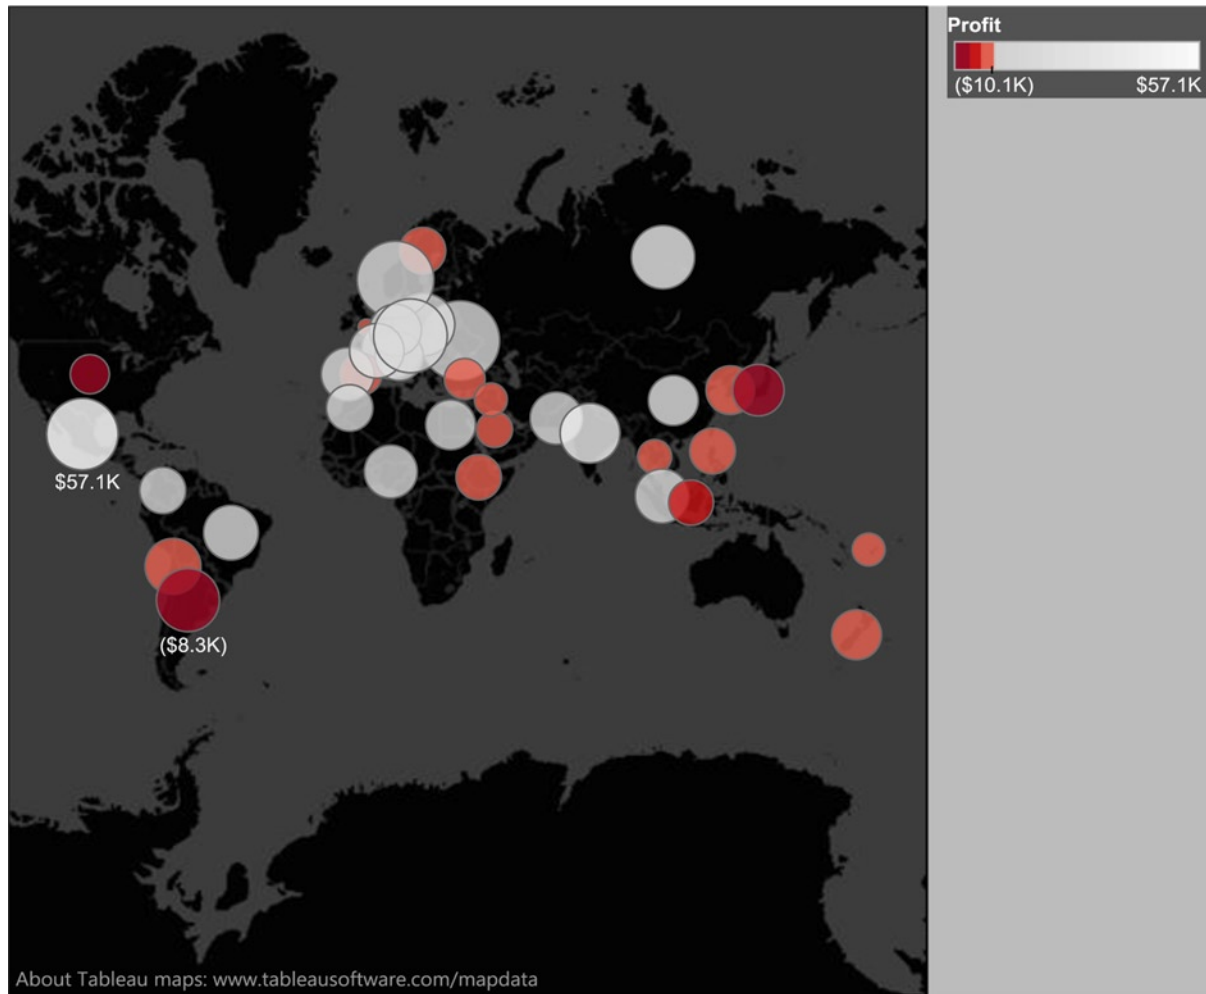 Profit
($10.1K) $57.1K
$57.1K
($8.3K)
About Tableau maps: www.tableausoftware.com/mapdata